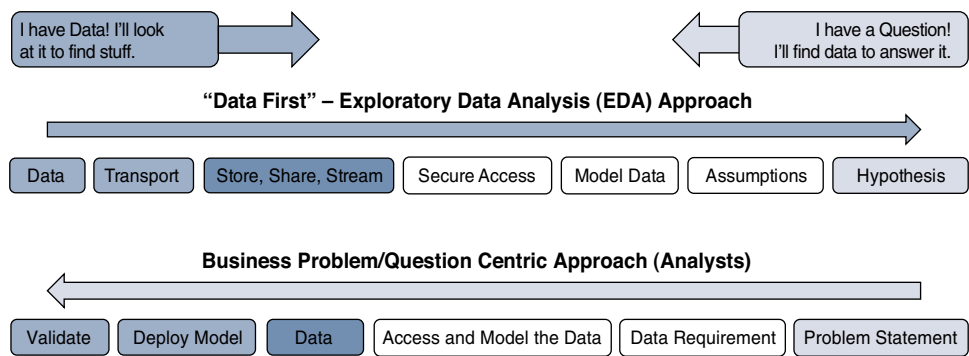 I have Data! I’ll look
at it to find stuff.
I have a Question!
I’ll find data to answer it.
“Data First” – Exploratory Data Analysis (EDA) Approach
Data
Transport
Store, Share, Stream
Secure Access
Model Data
Assumptions
Hypothesis
Business Problem/Question Centric Approach (Analysts)
Validate
Deploy Model
Data
Access and Model the Data
Data Requirement
Problem Statement